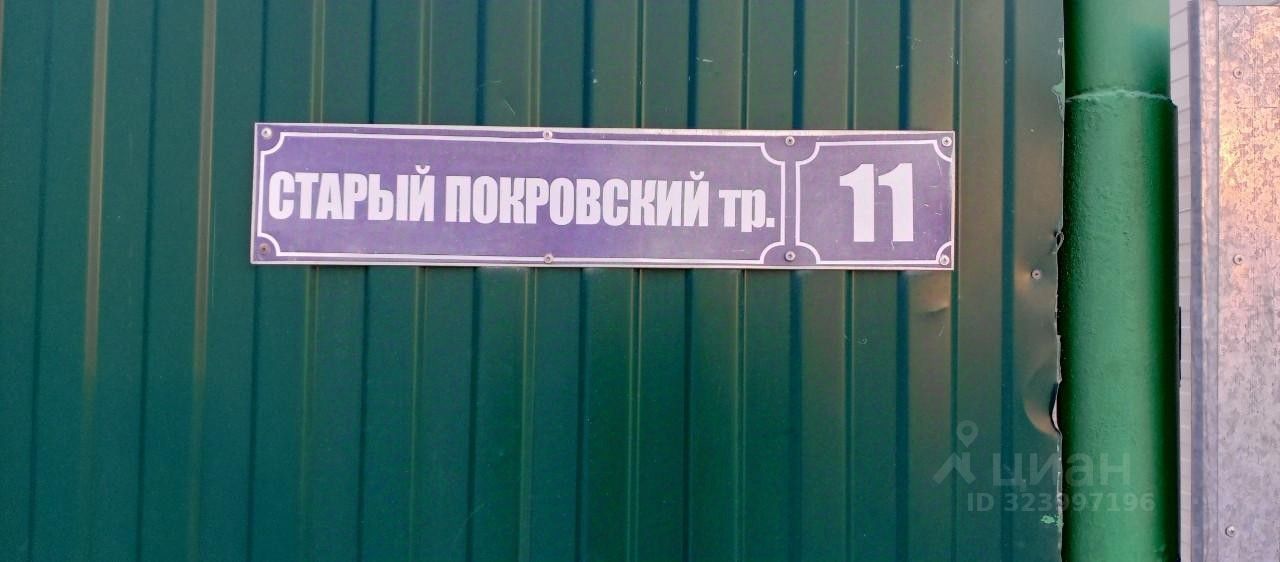 СТАРЫЙ ПОКРОВСКИЙ тр. 11
циан
ID 323997196